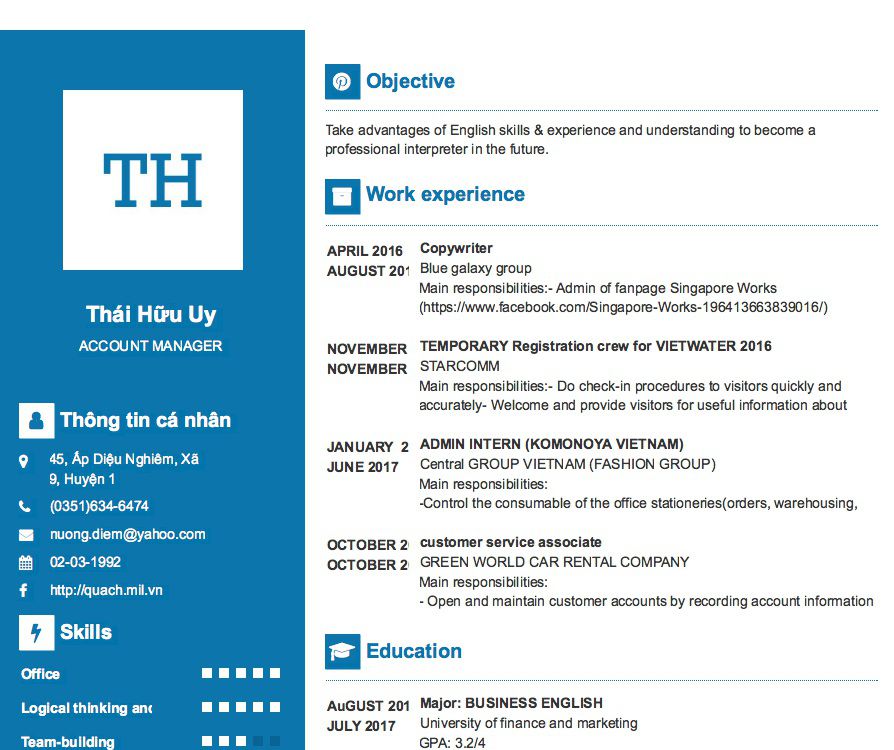 TH
Thái Hữu Uy
ACCOUNT MANAGER
Thông tin cá nhân
45, Ấp Diệu Nghiêm, Xã
9, Huyện 1
(0351)634-6474
nuong.diem@yahoo.com
02-03-1992
http://quach.mil.vn
Skills
Office
Logical thinking and
Team-building
Objective
Take advantages of English skills & experience and understanding to become a
professional interpreter in the future.
Work experience
APRIL 2016
AUGUST 201
Copywriter
Blue galaxy group
Main responsibilities:- Admin of fanpage Singapore Works
(https://www.facebook.com/Singapore-Works-196413663839016/)
NOVEMBER
NOVEMBER
TEMPORARY Registration crew for VIETWATER 2016
STARCOMM
Main responsibilities:- Do check-in procedures to visitors quickly and
accurately- Welcome and provide visitors for useful information about
JANUARY 2
JUNE 2017
ADMIN INTERN (KOMONOYA VIETNAM)
Central GROUP VIETNAM (FASHION GROUP)
Main responsibilities:
-Control the consumable of the office stationeries(orders, warehousing,
OCTOBER 2
OCTOBER 2
customer service associate
GREEN WORLD CAR RENTAL COMPANY
Main responsibilities:
- Open and maintain customer accounts by recording account information
Education
AuGUST 201
JULY 2017
Major: BUSINESS ENGLISH
University of finance and marketing
GPA: 3.2/4